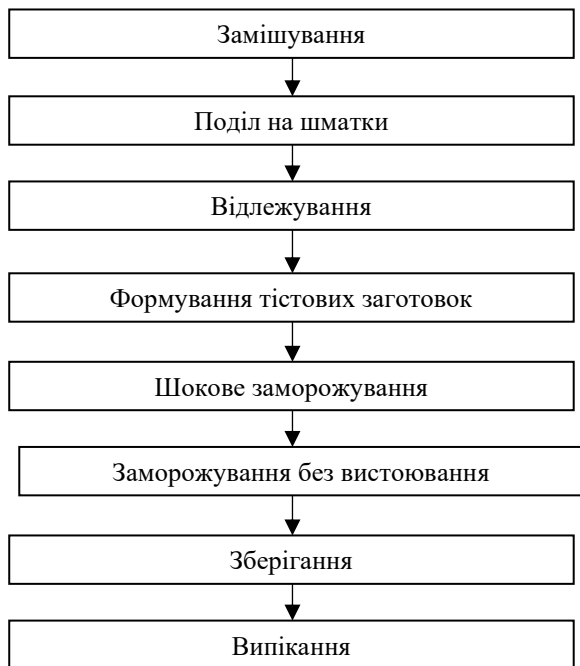 Замішування
Поділ на шматки
Відлежування
Формування тістових заготовок
Шокове заморожування
Заморожування без вистоювання
Зберігання
Випікання